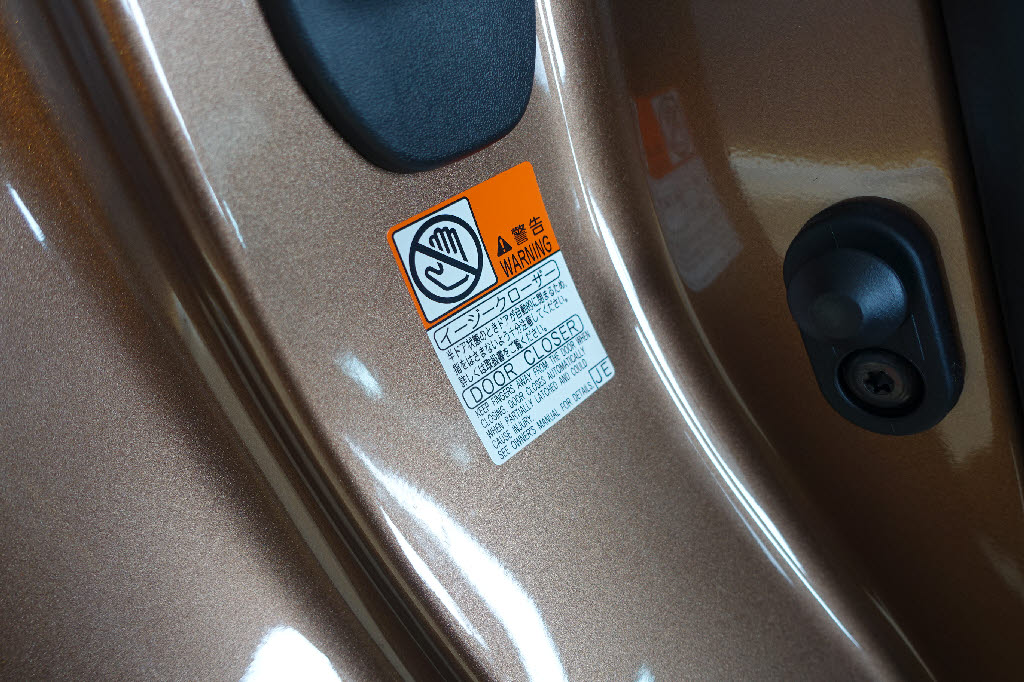 警告
WARNING
イージークローザー
半ドア状態のときドアが自動的に閉まるため、
指をはさまないよう十分注意してください。
詳しくは取扱書をご覧ください。
DOOR CLOSER
KEEP FINGERS BACK FROM THE DOOR WHEN
CLOSING. DOOR CLOSES AUTOMATICALLY
WHEN PARTIALLY LATCHED AND COULD
CAUSE INJURY.
SEE OWNER'S MANUAL FOR DETAILS.
JE